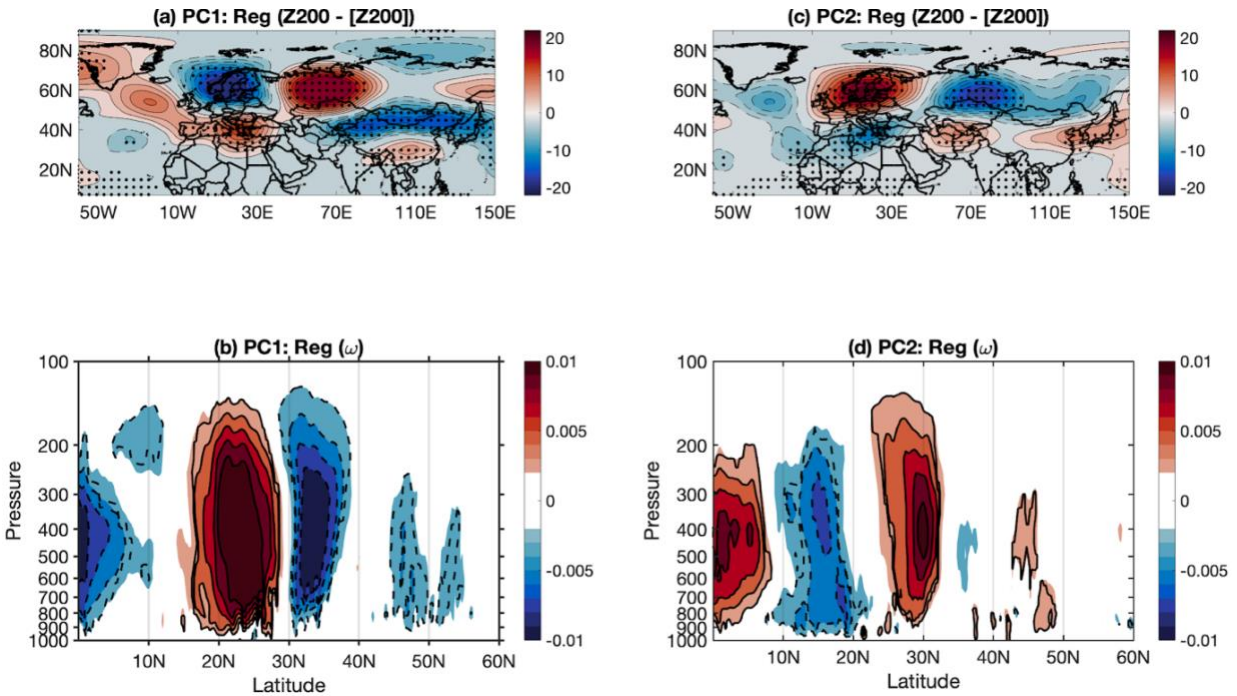 (a) PC1: Reg (Z200 - [Z200])
80N
60N
40N
20N
50W 10W 30E 70E 110E 150E
20
10
0
-10
-20
(c) PC2: Reg (Z200 - [Z200])
80N
60N
40N
20N
50W 10W 30E 70E 110E 150E
20
10
0
-10
-20
(b) PC1: Reg (ω)
Pressure
100
200
300
400
500
600
700
800
900
1000
10N 20N 30N 40N 50N 60N
Latitude
0.01
0.005
0
-0.005
-0.01
(d) PC2: Reg (ω)
Pressure
100
200
300
400
500
600
700
800
900
1000
10N 20N 30N 40N 50N 60N
Latitude
0.01
0.005
0
-0.005
-0.01